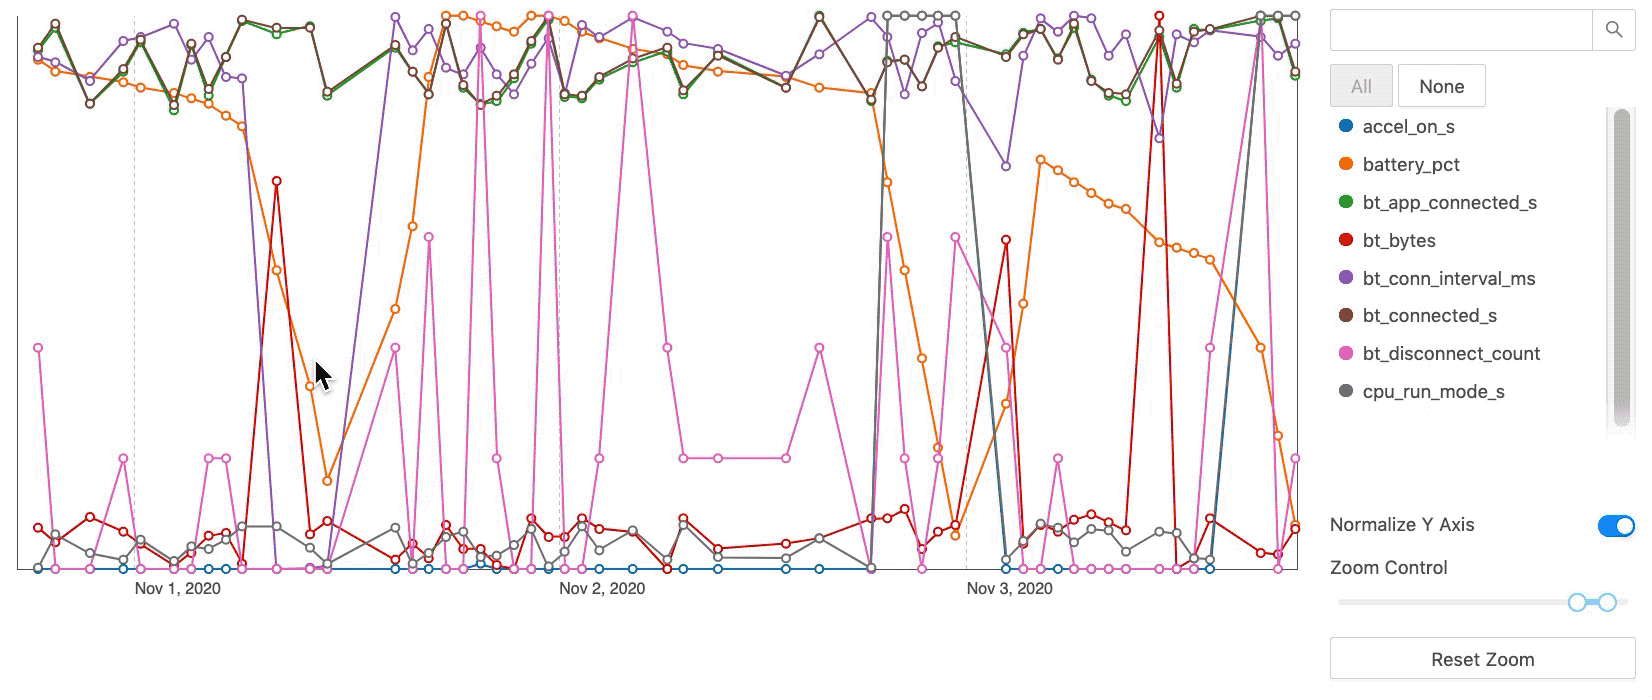 All
None
accel_on_s
battery_pct
bt_app_connected_s
bt_bytes
bt_conn_interval_ms
bt_connected_s
bt_disconnect_count
cpu_run_mode_s
Normalize Y Axis
Zoom Control
Reset Zoom
Nov 1, 2020
Nov 2, 2020
Nov 3, 2020